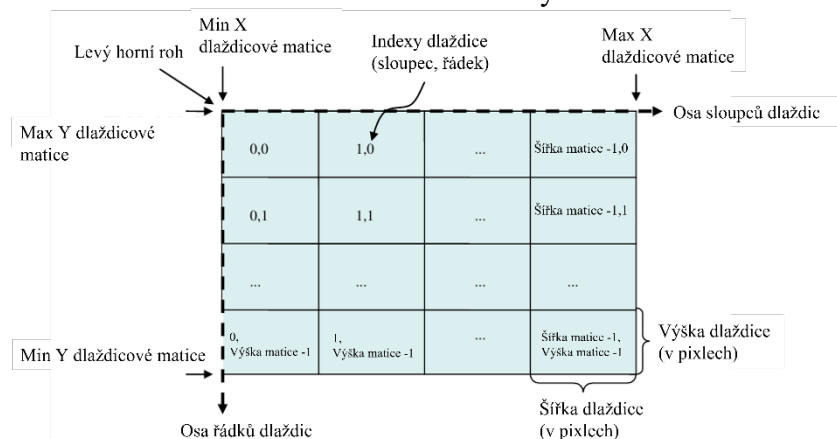 Min X
dlaždicové matice
Levý horní roh
Indexy dlaždice
(sloupec, řádek)
Max X
dlaždicové matice
Osa sloupců dlaždic
Max Y dlaždicové
matice
0,0
1,0
...
Šířka matice -1,0
0,1
1,1
...
Šířka matice -1,1
...
...
...
0,
Výška matice -1
1,
Výška matice -1
...
Šířka matice -1,
Výška matice -1
Výška dlaždice
(v pixlech)
Min Y dlaždicové matice
Šířka dlaždice
(v pixlech)
Osa řádků dlaždic